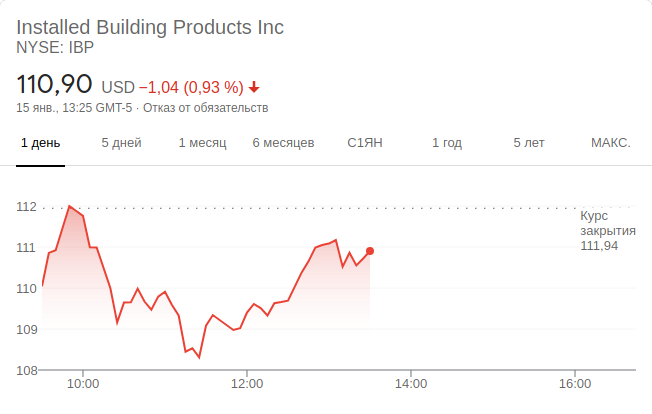 Installed Building Products Inc
NYSE: IBP
110,90 USD −1,04 (0,93 %)
15 янв., 13:25 GMT-5 · Отказ от обязательств
1 день 5 дней 1 месяц 6 месяцев С1ЯН 1 год 5 лет МАКС.
112
Курс
закрытия
111,94
111
110
109
108
10:00 12:00 14:00 16:00